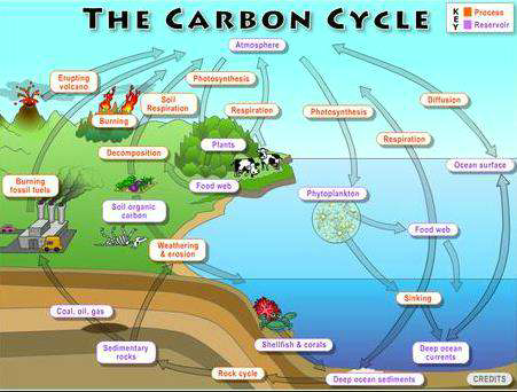 THE CARBON CYCLE
KEY
Process
Reservoir
Atmosphere
Erupting
volcano
Photosynthesis
Soil
Respiration
Burning
Respiration
Photosynthesis
Diffusion
Plants
Respiration
Decomposition
Ocean surface
Burning
fossil fuels
Food web
Phytoplankton
Soil organic
carbon
Food web
Weathering
& erosion
Sinking
Coal, oil, gas
Sedimentary
rocks
Shellfish & corals
Deep ocean
currents
Rock cycle
Deep ocean sediments
CREDITS